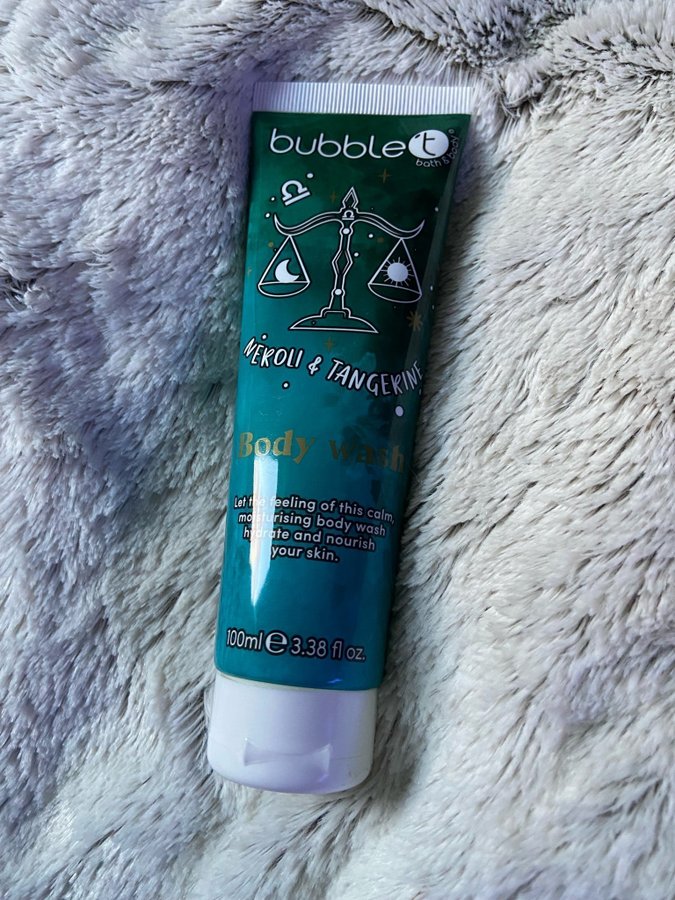 bubble t
bath & body
NEROLI & TANGERINE
Body wash
Let the feeling of this calm,
moisturising body wash
hydrate and nourish
your skin.
100ml e 3.38 fl oz.